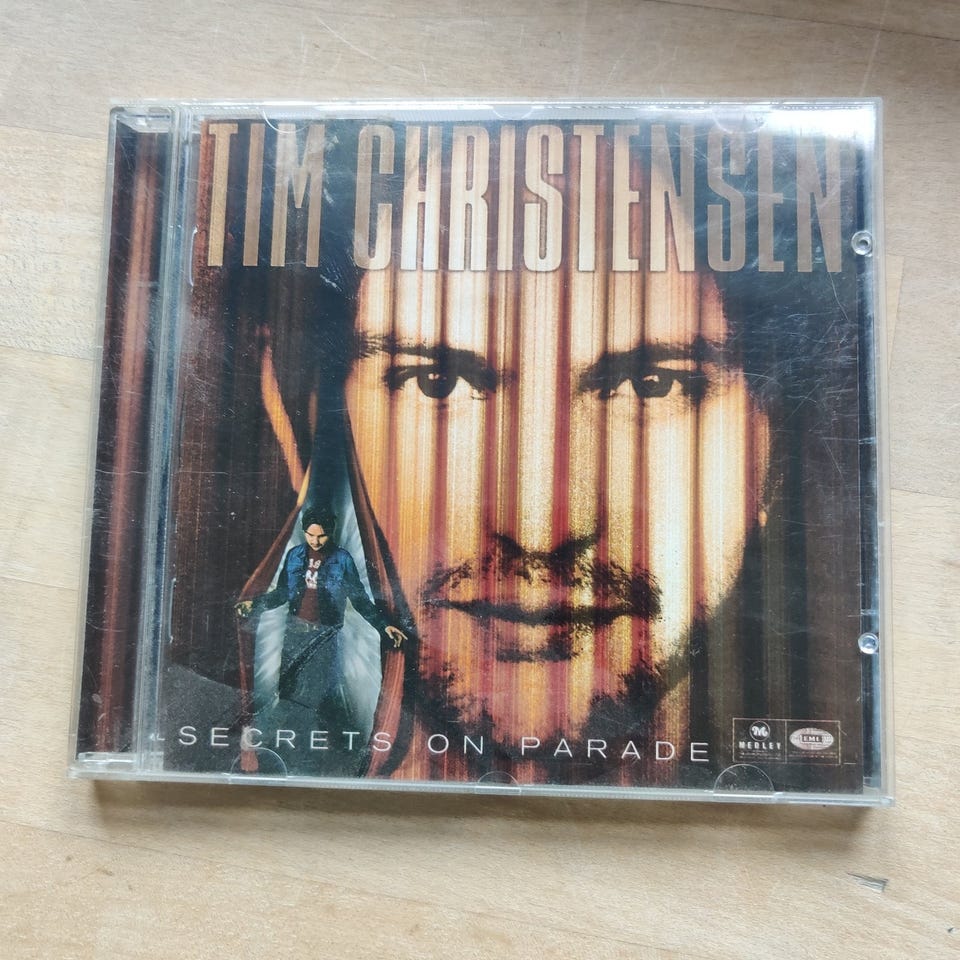 TIM CHRISTENSEN
SECRETS ON PARADE
MEDLEY
EMI